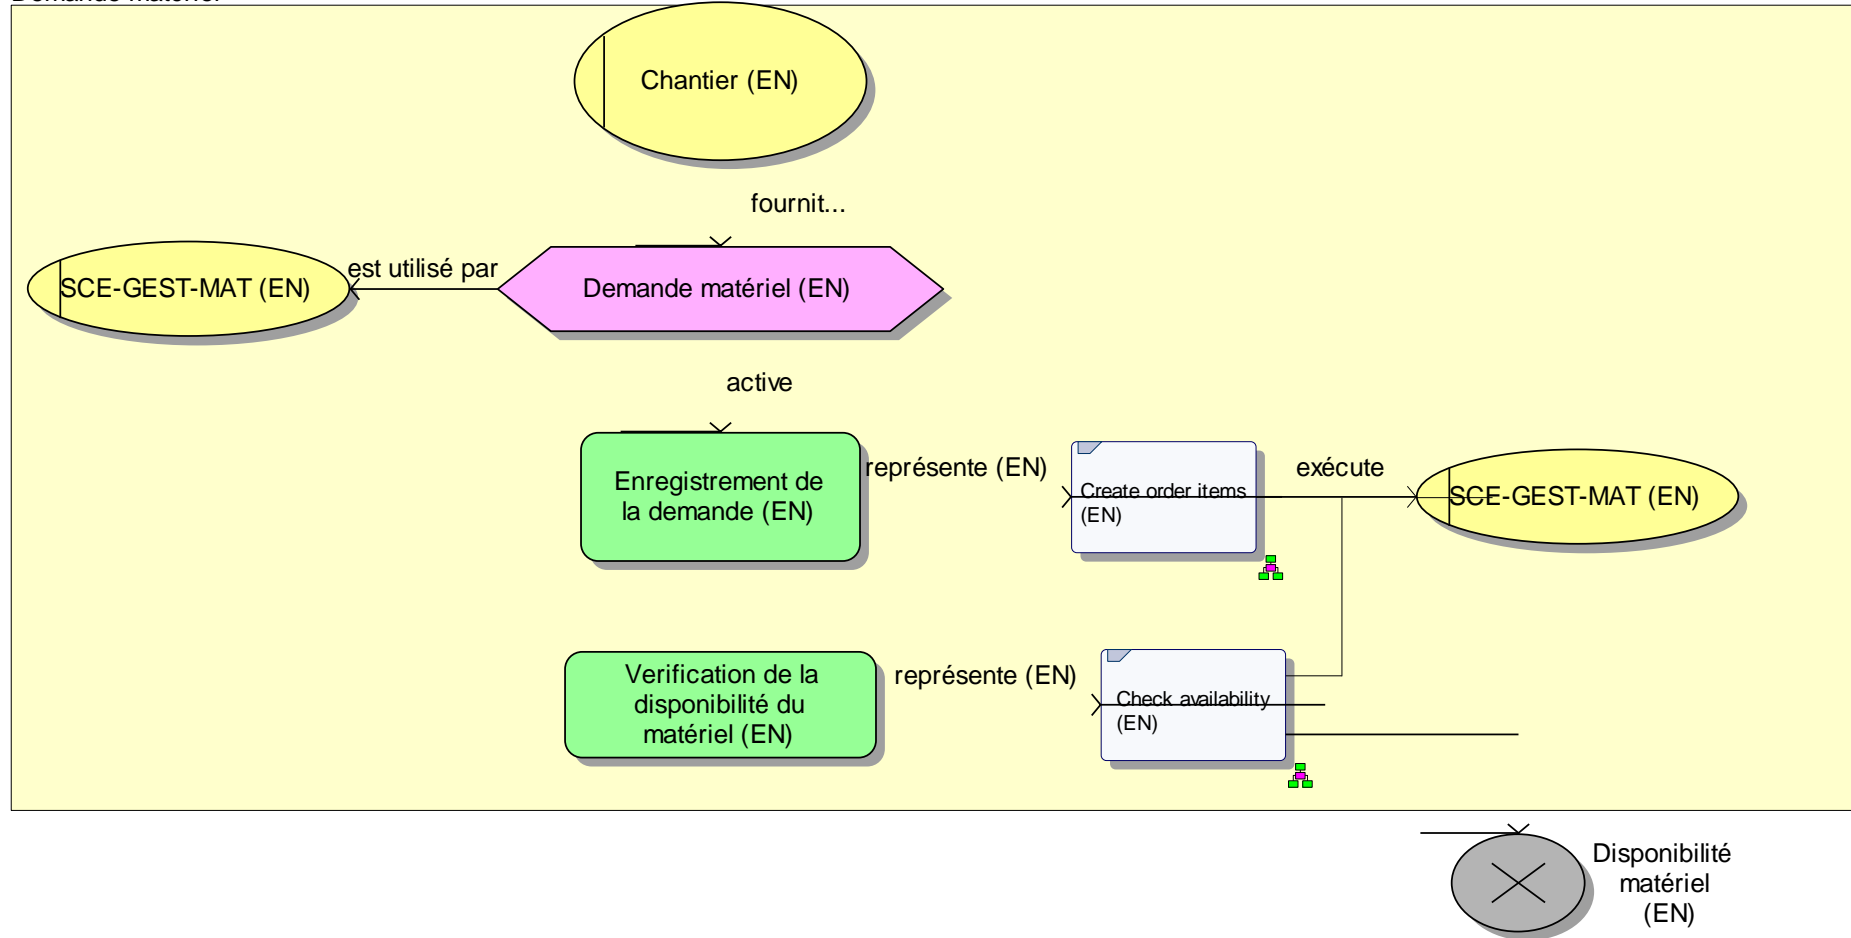 Demande matériel
Chantier (EN)
fournit...
SCE-GEST-MAT (EN)
est utilisé par
Demande matériel (EN)
active
Enregistrement de
la demande (EN)
représente (EN)
Create order items
(EN)
exécute
SCE-GEST-MAT (EN)
Verification de la
disponibilité du
matériel (EN)
représente (EN)
Check availability
(EN)
Disponibilité
matériel
(EN)